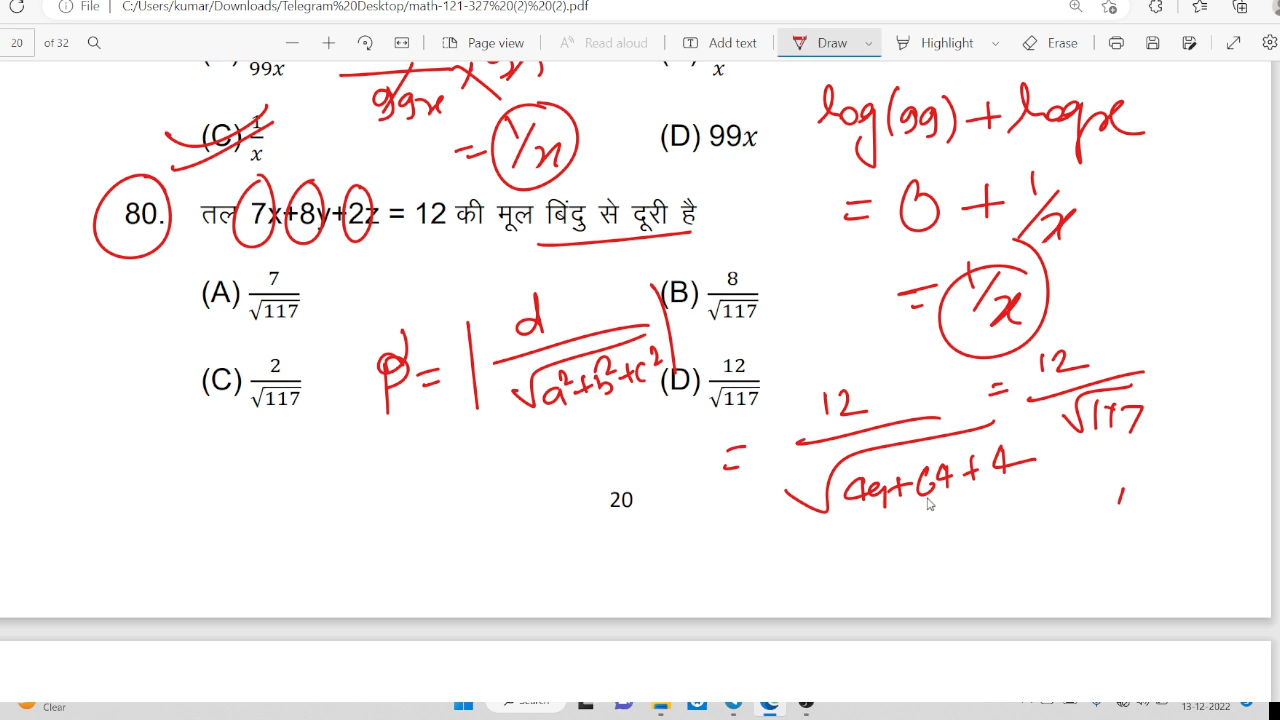 File C:/Users/kumar/Downloads/Telegram%20Desktop/math-121-327%20(2)%20(2).pdf
20 of 32 Page view Read aloud Add text Draw Highlight Erase
99x
99x
x
log(99) + log x
(C) 1/x
= 1/x
(D) 99x
= 0 + 1/x
80. तल 7x+8y+2z = 12 की मूल बिंदु से दूरी है
(A) 7/√117
(B) 8/√117
= 1/x
p = | d/√a²+b²+c² |
(C) 2/√117
(D) 12/√117
= 12/√49+64+4 = 12/√117
20
Clear
13-12-2022